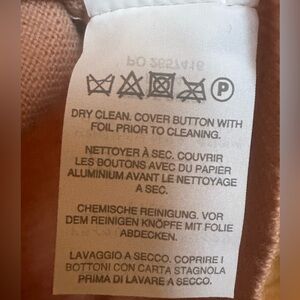 PO 2657416
P
DRY CLEAN. COVER BUTTON WITH
FOIL PRIOR TO CLEANING.
NETTOYER À SEC. COUVRIR
LES BOUTONS AVEC DU PAPIER
ALUMINIUM AVANT LE NETTOYAGE
A SEC.
CHEMISCHE REINIGUNG. VOR
DEM REINIGEN KNÖPFE MIT FOLIE
ABDECKEN.
LAVAGGIO A SECCO. COPRIRE I
BOTTONI CON CARTA STAGNOLA
PRIMA DI LAVARE A SECCO.